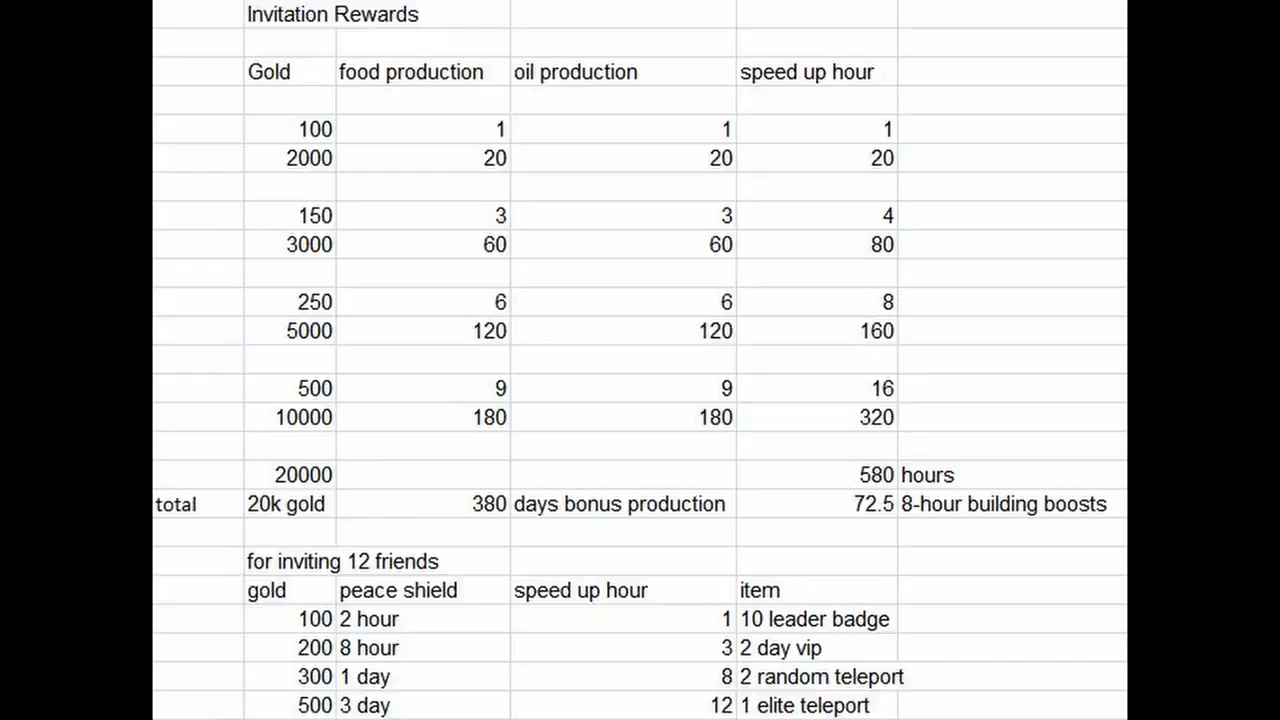 Invitation Rewards
Gold food production oil production speed up hour
100 1 1 1
2000 20 20 20
150 3 3 4
3000 60 60 80
250 6 6 8
5000 120 120 160
500 9 9 16
10000 180 180 320
20000 580 hours
total 20k gold 380 days bonus production 72.5 8-hour building boosts
for inviting 12 friends
gold peace shield speed up hour item
100 2 hour 1 10 leader badge
200 8 hour 3 2 day vip
300 1 day 8 2 random teleport
500 3 day 12 1 elite teleport